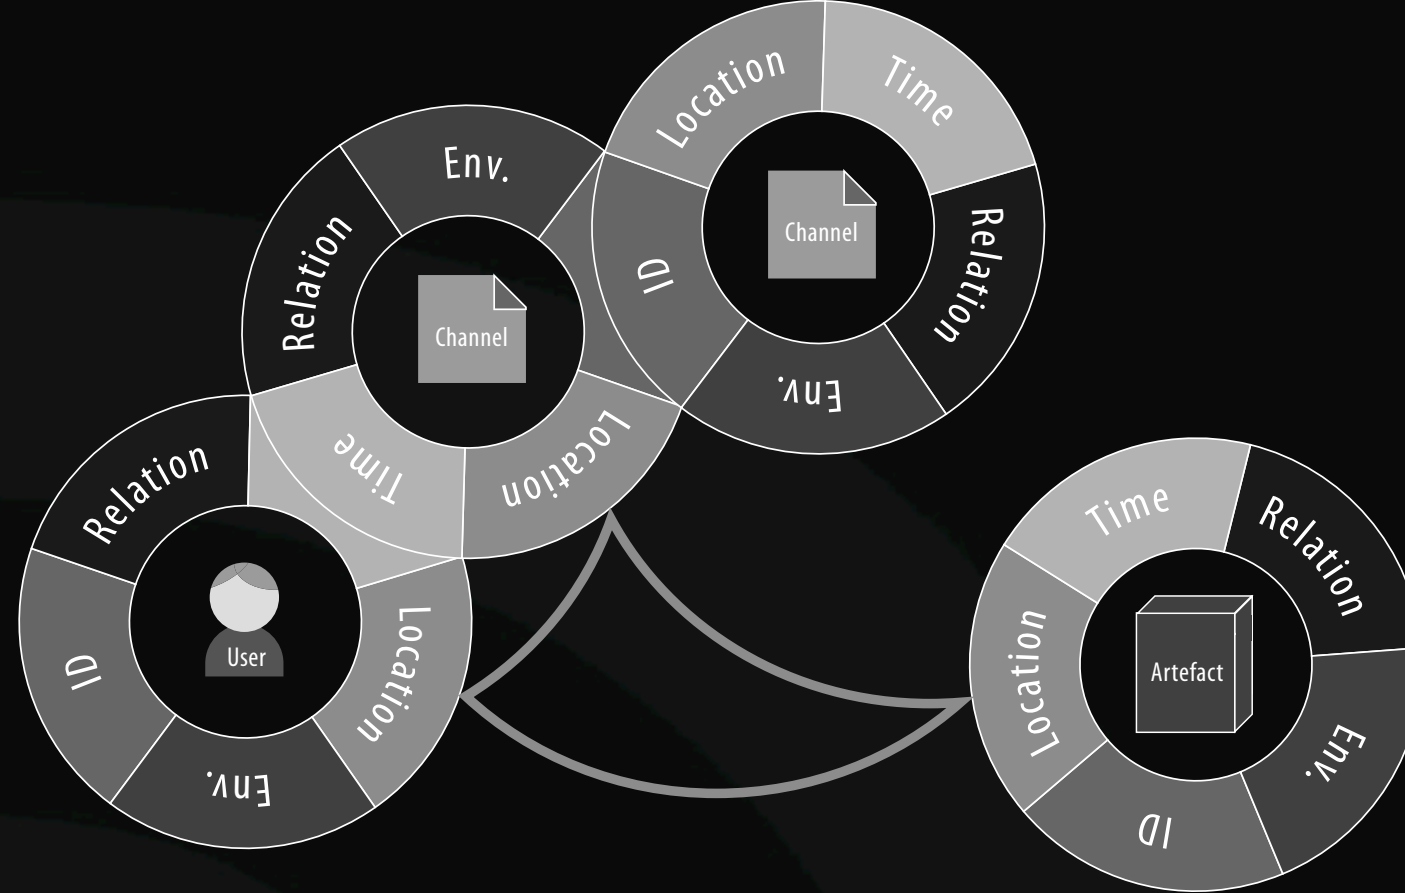 Location
Time
Relation
Env.
ID
Channel
Env.
Relation
Time
Location
Channel
Relation
Location
Env.
ID
User
Time
Relation
Env.
ID
Location
Artefact